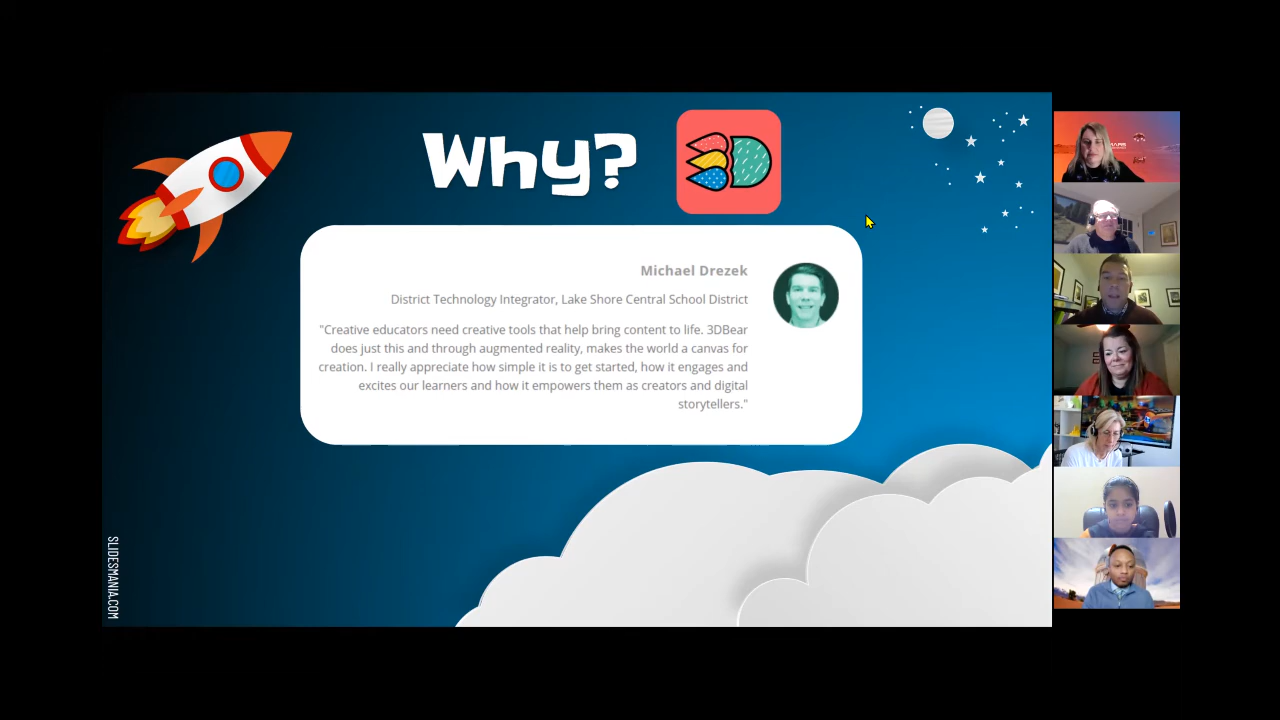 Why?
3D
Michael Drezek
District Technology Integrator, Lake Shore Central School District
"Creative educators need creative tools that help bring content to life. 3DBear
does just this and through augmented reality, makes the world a canvas for
creation. I really appreciate how simple it is to get started, how it engages and
excites our learners and how it empowers them as creators and digital
storytellers."
SLIDESMANIA.COM
MARS